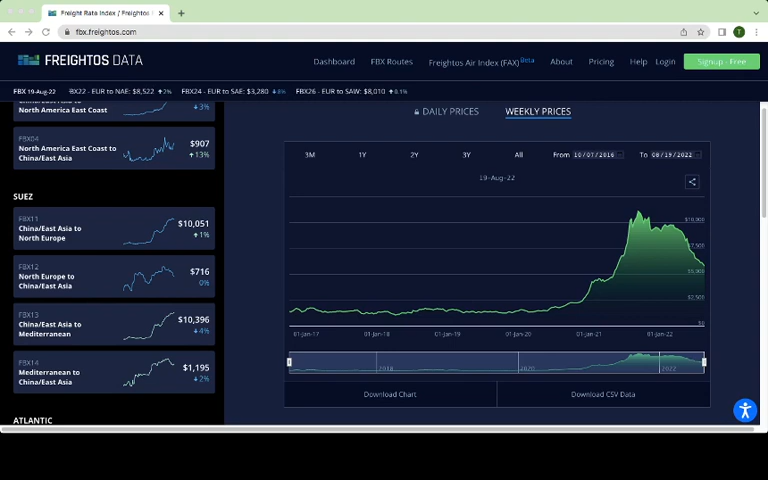 Freight Rate Index / Freightos
fbx.freightos.com
FREIGHTOS DATA
Dashboard FBX Routes Freightos Air Index (FAX) Beta About Pricing Help Login Signup - Free
FBX 19-Aug-22 BX22 - EUR to NAE: $8,522 2% FBX24 - EUR to SAE: $3,280 FBX26 - EUR to SAW: $8,010 0.1%
North America East Coast 3%
DAILY PRICES WEEKLY PRICES
FBX04
North America East Coast to
China/East Asia
$907
13%
3M 1Y 2Y 3Y All From 10/07/2016 To 08/19/2022
19-Aug-22
SUEZ
FBX11
China/East Asia to
North Europe
$10,051
1%
FBX12
North Europe to
China/East Asia
$716
0%
FBX13
China/East Asia to
Mediterranean
$10,396
4%
FBX14
Mediterranean to
China/East Asia
$1,195
2%
ATLANTIC
$10,000
$7,500
$5,000
$2,500
$0
01-Jan-17 01-Jan-18 01-Jan-19 01-Jan-20 01-Jan-21 01-Jan-22
2018 2020 2022
Download Chart Download CSV Data